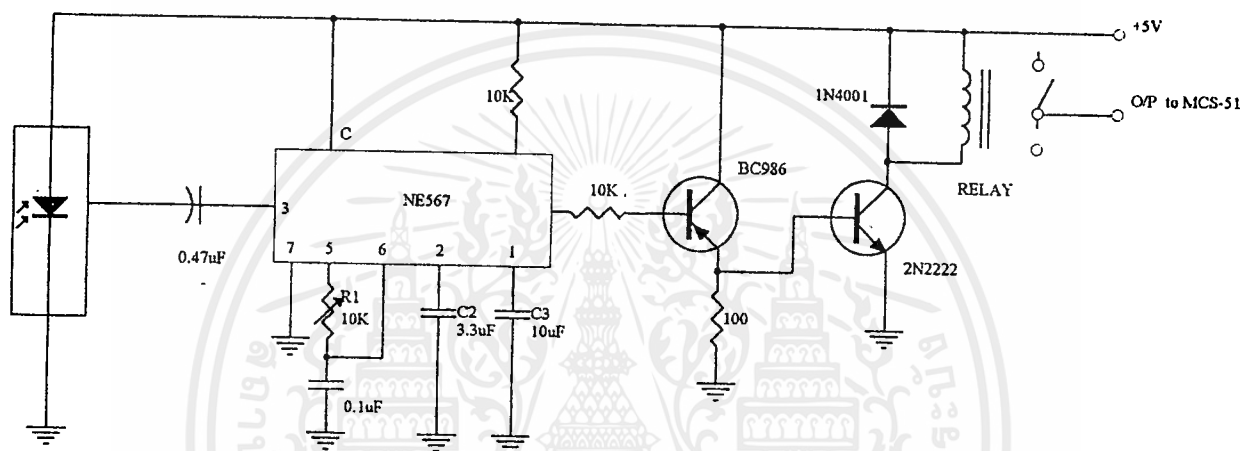 +5V
10K
1N4001
O/P to MCS-51
C
BC986
RELAY
3
NE567
10K
0.47uF
7
5
6
2
1
2N2222
R1
10K
C2
3.3uF
C3
10uF
100
0.1uF